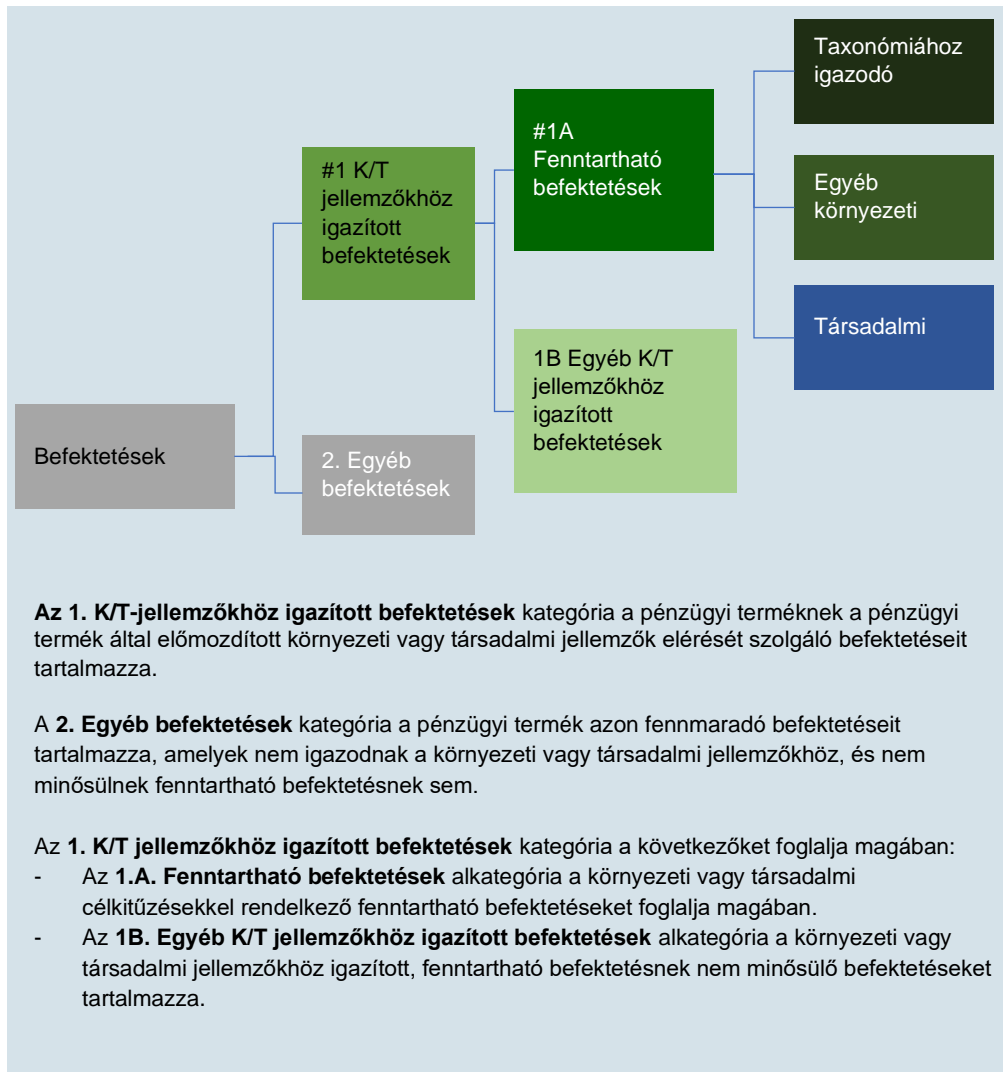 Taxonómiához
igazodó
#1A
Fenntartható
befektetések
#1 K/T
jellemzőkhöz
igazított
befektetések
Egyéb
környezeti
Társadalmi
1B Egyéb K/T
jellemzőkhöz
igazított
befektetések
Befektetések
2. Egyéb
befektetések
Az 1. K/T-jellemzőkhöz igazított befektetések kategória a pénzügyi terméknek a pénzügyi
termék által előmozdított környezeti vagy társadalmi jellemzők elérését szolgáló befektetéseit
tartalmazza.
A 2. Egyéb befektetések kategória a pénzügyi termék azon fennmaradó befektetéseit
tartalmazza, amelyek nem igazodnak a környezeti vagy társadalmi jellemzőkhöz, és nem
minősülnek fenntartható befektetésnek sem.
Az 1. K/T jellemzőkhöz igazított befektetések kategória a következőket foglalja magában:
- Az 1.A. Fenntartható befektetések alkategória a környezeti vagy társadalmi
célkitűzésekkel rendelkező fenntartható befektetéseket foglalja magában.
- Az 1B. Egyéb K/T jellemzőkhöz igazított befektetések alkategória a környezeti vagy
társadalmi jellemzőkhöz igazított, fenntartható befektetésnek nem minősülő befektetéseket
tartalmazza.